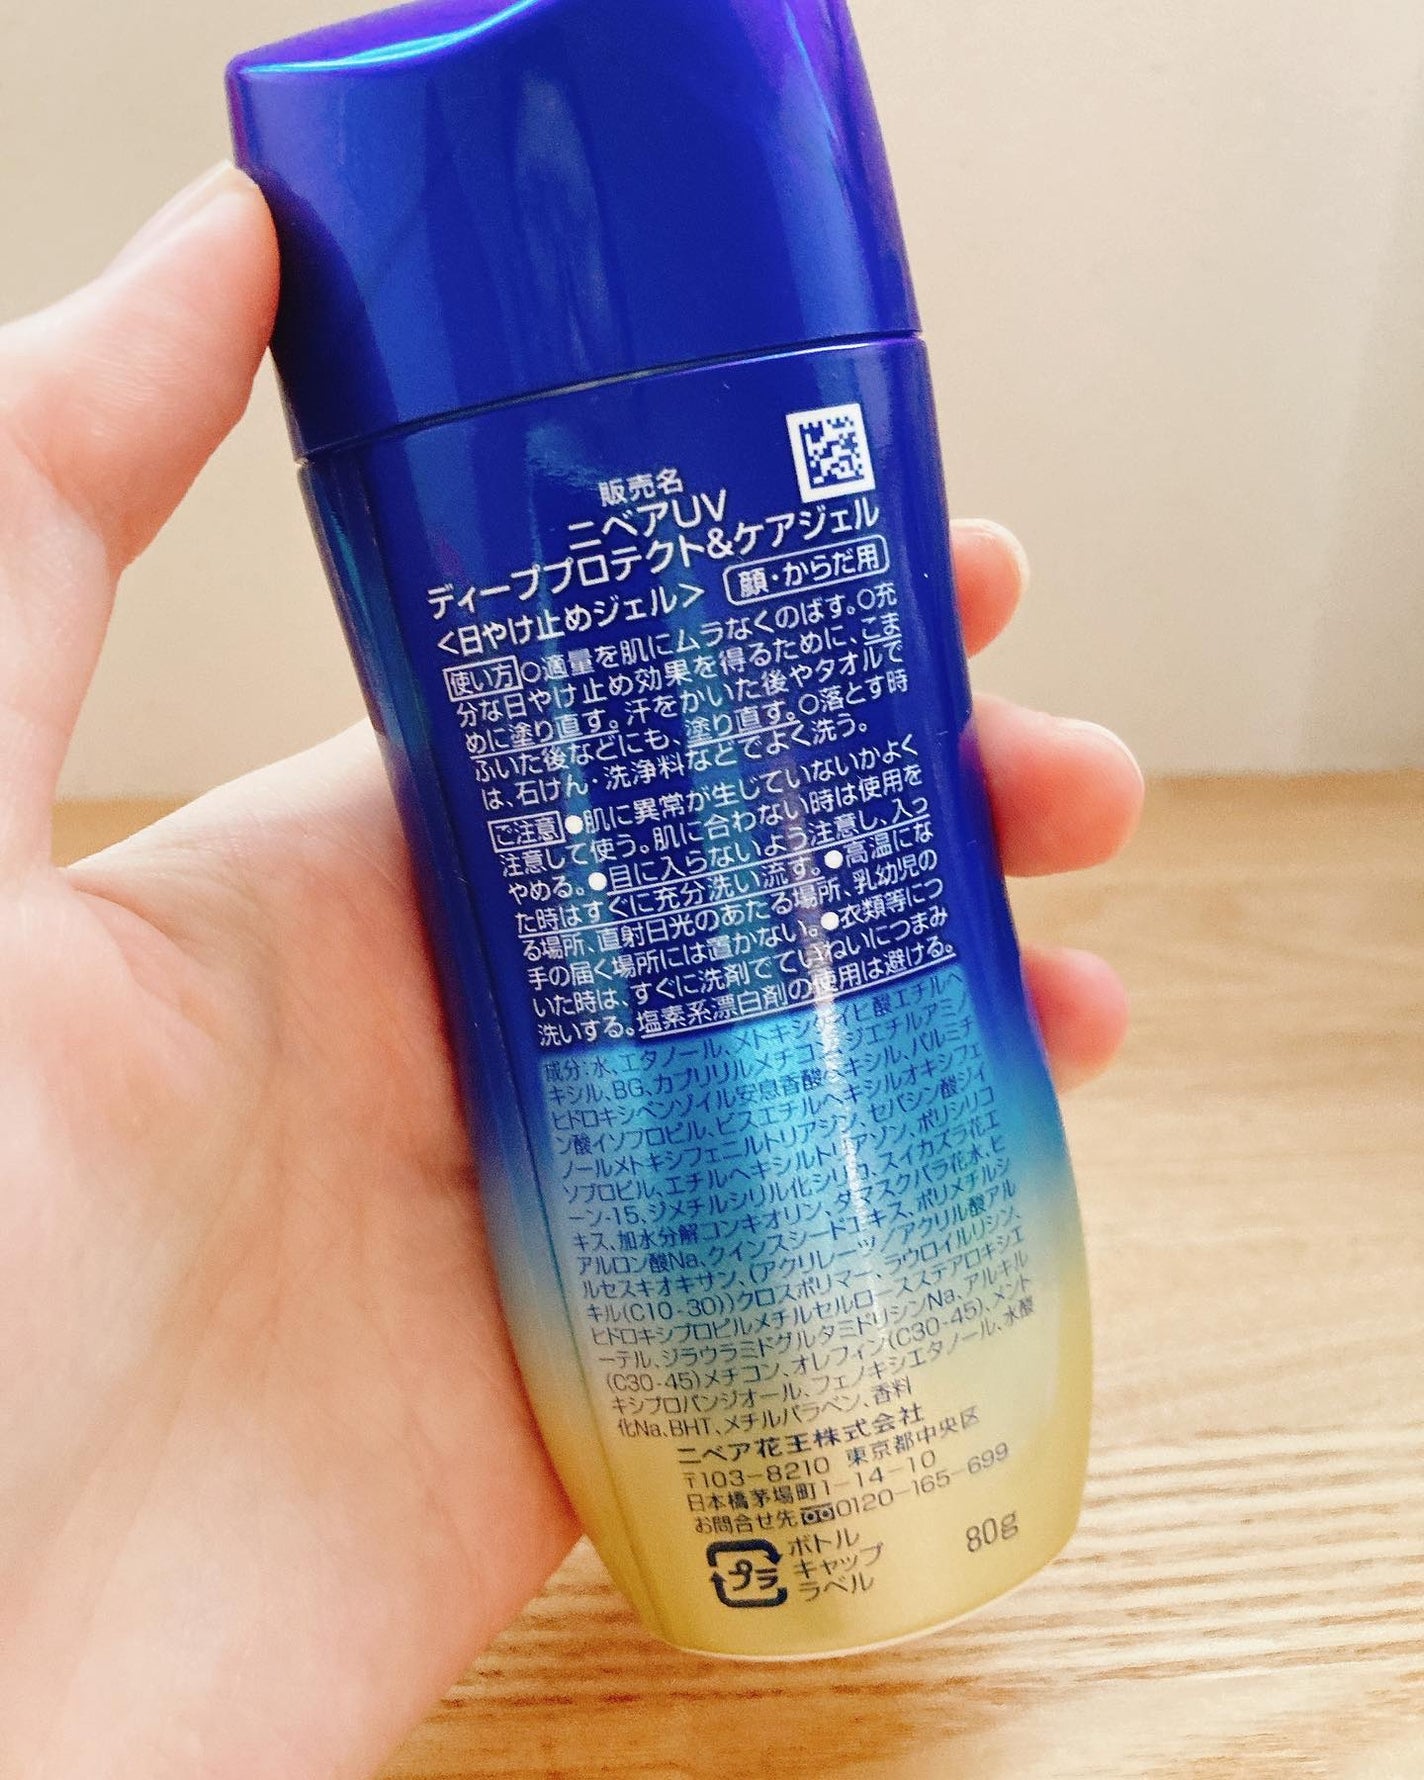 販売名
ニベアUV
ディーププロテクト&ケアジェル
<日やけ止めジェル> 顔・からだ用
使い方 ○適量を肌にムラなくのばす。○充
分な日やけ止め効果を得るために、こま
めに塗り直す。汗をかいた後やタオルで
ふいた後などにも、塗り直す。○落とす時
は、石けん・洗浄料などでよく洗う。
ご注意 ●肌に異常が生じていないかよく
注意して使う。肌に合わない時は使用を
やめる。●目に入らないよう注意し、入っ
た時はすぐに充分洗い流す。●高温にな
る場所、直射日光のあたる場所、乳幼児の
手の届く場所には置かない。●衣類等につ
いた時は、すぐに洗剤でていねいにつまみ
洗いする。塩素系漂白剤の使用は避ける。
成分:水、エタノール、メトキシケイヒ酸エチルヘ
キシル、BG、カプリリルメチコン、ジエチルアミノ
ヒドロキシベンゾイル安息香酸ヘキシル、パルミチ
ン酸イソプロピル、ビスエチルヘキシルオキシフェ
ノールメトキシフェニルトリアジン、セバシン酸ジイ
ソプロピル、エチルヘキシルトリアゾン、ポリシリコ
ーン-15、ジメチルシリル化シリカ、スイカズラ花エ
キス、加水分解コンキオリン、ダマスクバラ花水、ヒ
アルロン酸Na、クインスシードエキス、ポリメチルシ
ルセスキオキサン、(アクリレーツ/アクリル酸アル
キル(C10-30))クロスポリマー、ラウロイルリシン、
ヒドロキシプロピルメチルセルロースステアロキシエ
ーテル、ジラウラミドグルタミドリシンNa、アルキル
(C30-45)メチコン、オレフィン(C30-45)、メント
キシプロパンジオール、フェノキシエタノール、水酸
化Na、BHT、メチルパラベン、香料
ニベア花王株式会社
〒103-8210 東京都中央区
日本橋茅場町1-14-10
お問合せ先 0120-165-699
プラ ボトル
キャップ
ラベル
80g